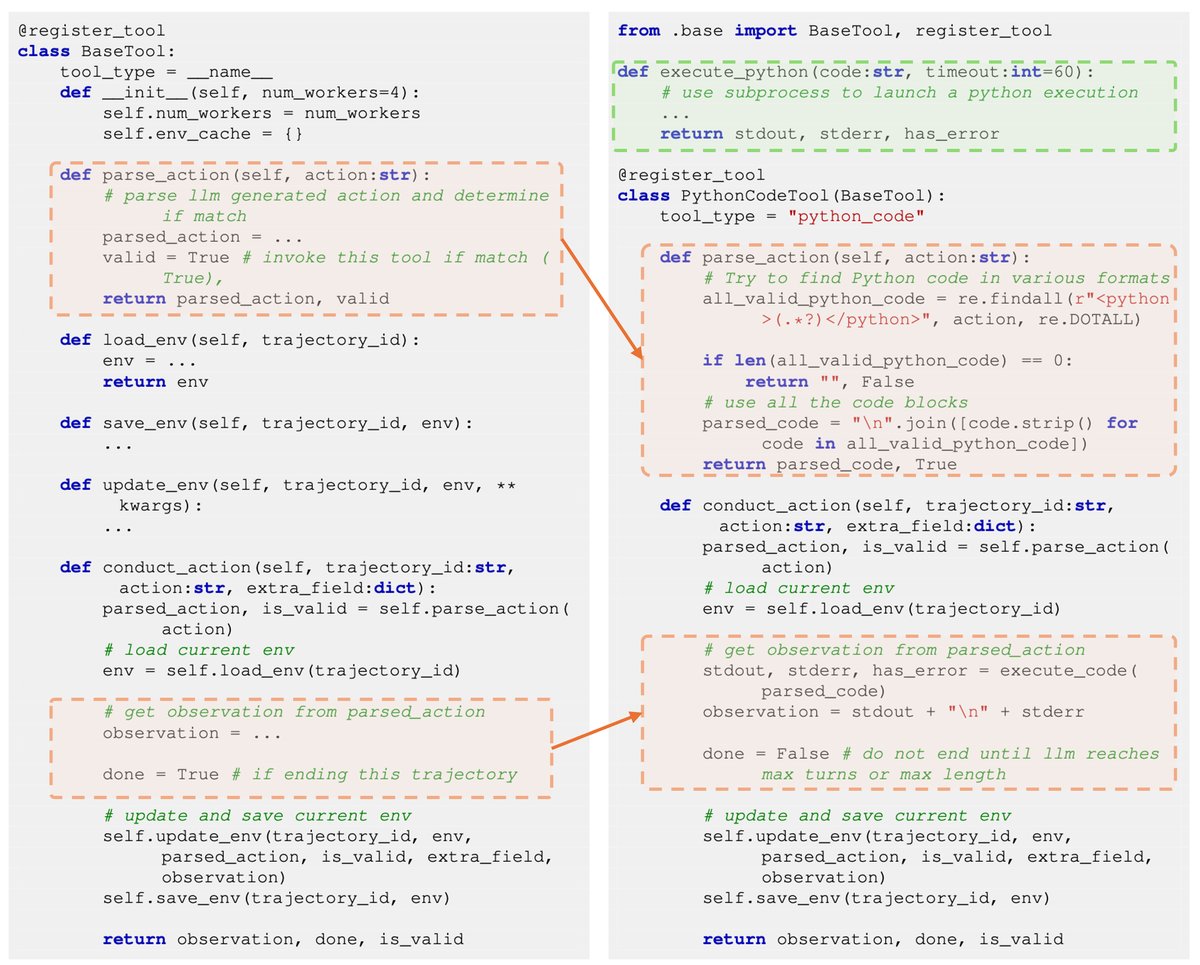 @register_tool
class BaseTool:
    tool_type = __name__
    def __init__(self, num_workers=4):
        self.num_workers = num_workers
        self.env_cache = {}

    def parse_action(self, action:str):
        # parse llm generated action and determine
            if match
        parsed_action = ...
        valid = True # invoke this tool if match (
            True),
        return parsed_action, valid

    def load_env(self, trajectory_id):
        env = ...
        return env

    def save_env(self, trajectory_id, env):
        ...

    def update_env(self, trajectory_id, env, **
        kwargs):
        ...

    def conduct_action(self, trajectory_id:str,
        action:str, extra_field:dict):
        parsed_action, is_valid = self.parse_action(
            action)
        # load current env
        env = self.load_env(trajectory_id)

        # get observation from parsed_action
        observation = ...

        done = True # if ending this trajectory

        # update and save current env
        self.update_env(trajectory_id, env,
            parsed_action, is_valid, extra_field,
            observation)
        self.save_env(trajectory_id, env)

        return observation, done, is_valid

from .base import BaseTool, register_tool

def execute_python(code:str, timeout:int=60):
    # use subprocess to launch a python execution
    ...
    return stdout, stderr, has_error

@register_tool
class PythonCodeTool(BaseTool):
    tool_type = "python_code"

    def parse_action(self, action:str):
        # Try to find Python code in various formats
        all_valid_python_code = re.findall(r"<python
            >(.*?)</python>", action, re.DOTALL)

        if len(all_valid_python_code) == 0:
            return "", False
        # use all the code blocks
        parsed_code = "\n".join([code.strip() for
            code in all_valid_python_code])
        return parsed_code, True

    def conduct_action(self, trajectory_id:str,
        action:str, extra_field:dict):
        parsed_action, is_valid = self.parse_action(
            action)
        # load current env
        env = self.load_env(trajectory_id)

        # get observation from parsed_action
        stdout, stderr, has_error = execute_code(
            parsed_code)
        observation = stdout + "\n" + stderr

        done = False # do not end until llm reaches
            max turns or max length

        # update and save current env
        self.update_env(trajectory_id, env,
            parsed_action, is_valid, extra_field,
            observation)
        self.save_env(trajectory_id, env)

        return observation, done, is_valid